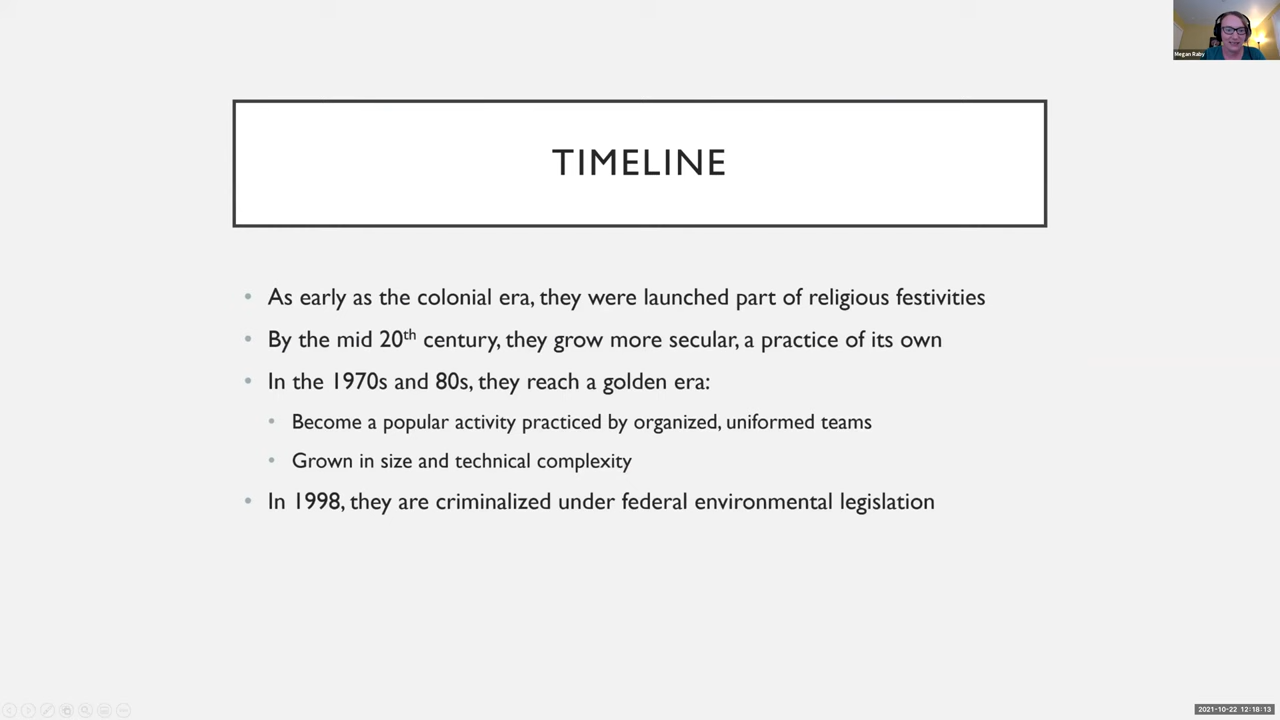 Megan Raby
TIMELINE
• As early as the colonial era, they were launched part of religious festivities
• By the mid 20th century, they grow more secular, a practice of its own
• In the 1970s and 80s, they reach a golden era:
• Become a popular activity practiced by organized, uniformed teams
• Grown in size and technical complexity
• In 1998, they are criminalized under federal environmental legislation
2021-10-22 12:18:13